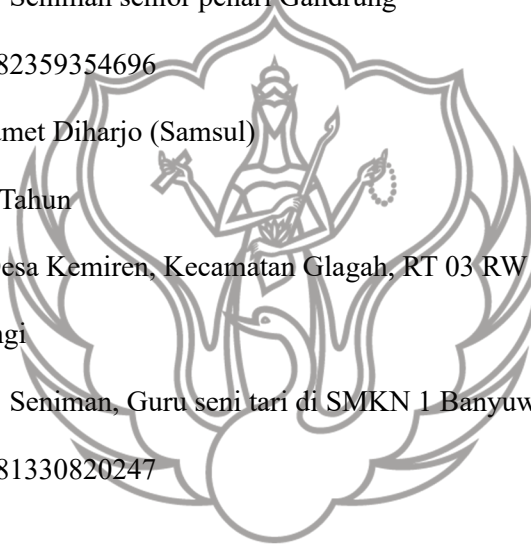 Seniman senior penari Gandrung
82359354696
met Diharjo (Samsul)
Tahun
esa Kemiren, Kecamatan Glagah, RT 03 RW
gi
Seniman, Guru seni tari di SMKN 1 Banyuw
81330820247